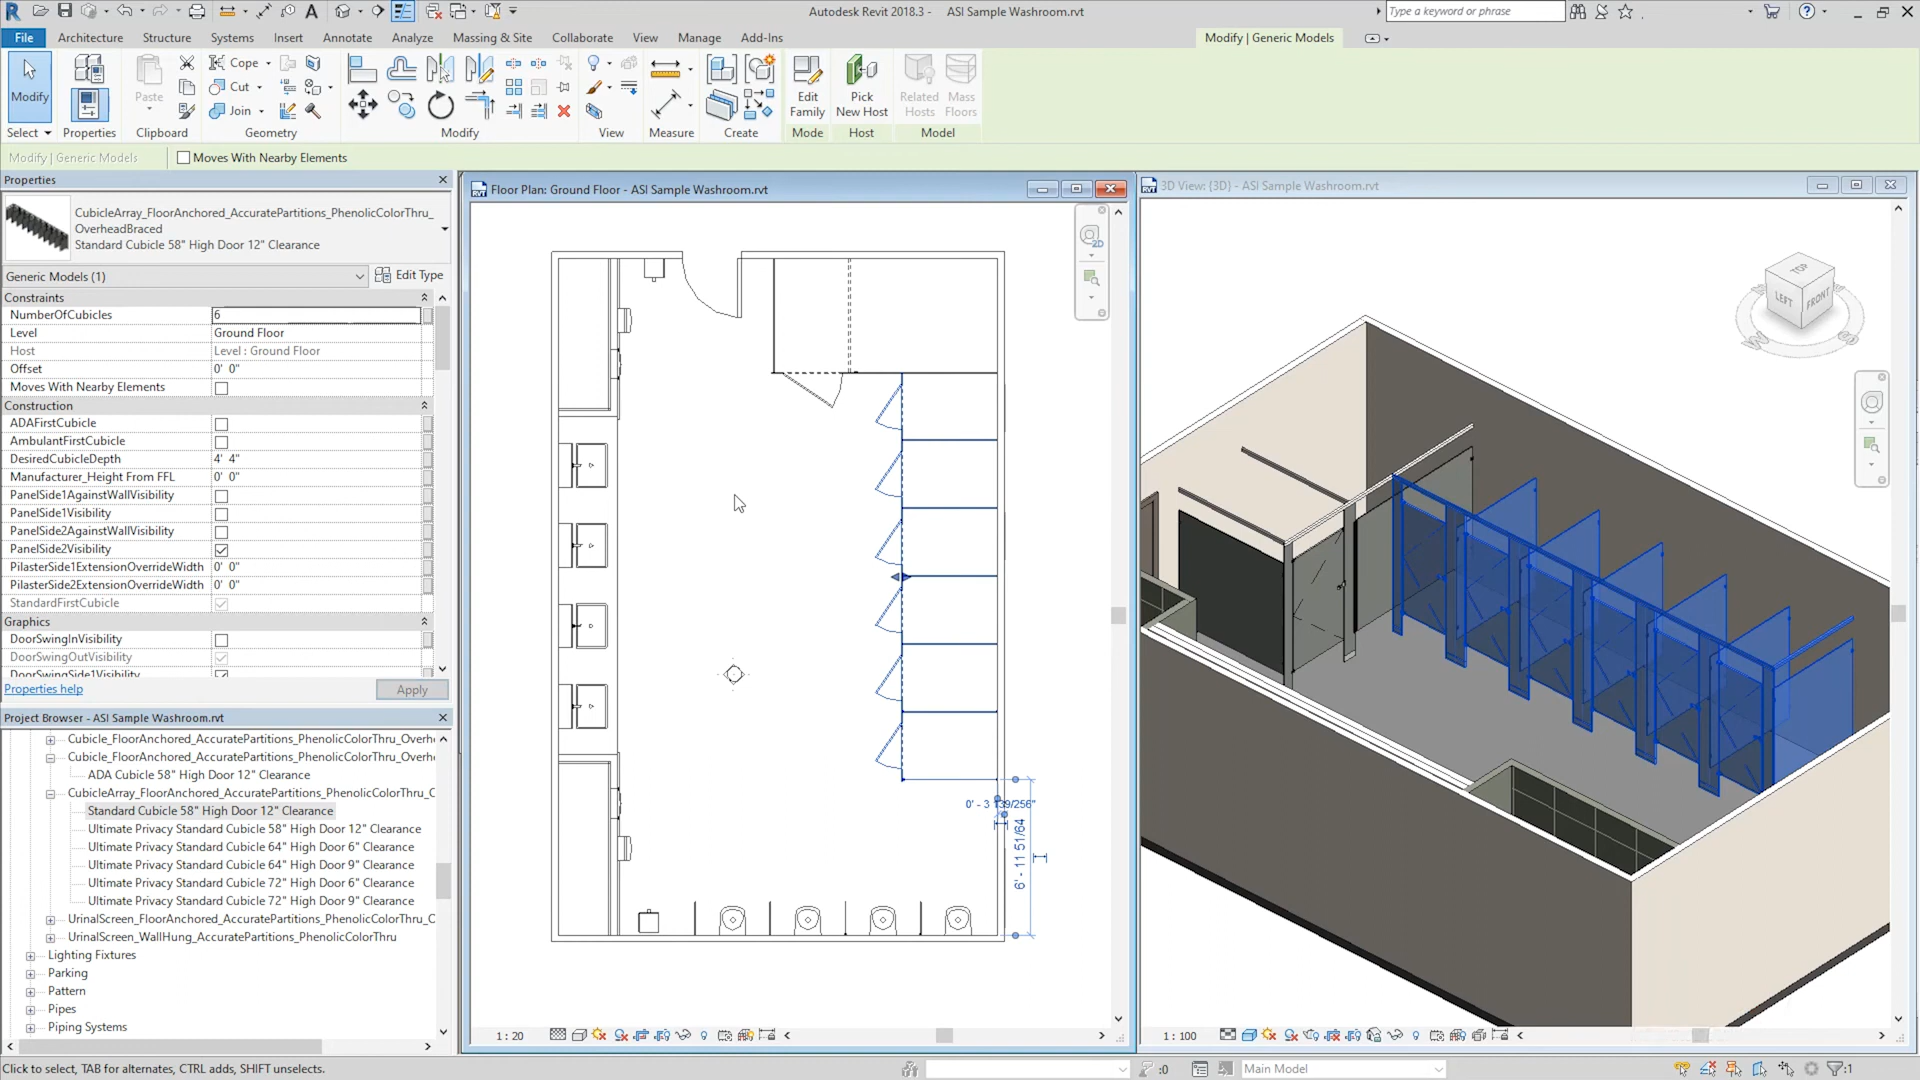 Autodesk Revit 2018.3 - ASI Sample Washroom.rvt
Type a keyword or phrase
File Architecture Structure Systems Insert Annotate Analyze Massing & Site Collaborate View Manage Add-Ins Modify | Generic Models
Modify
Select
Properties
Paste
Clipboard
Cope
Cut
Join
Geometry
Modify
View
Measure
Create
Edit
Family
Mode
Pick
New Host
Host
Related
Hosts
Mass
Floors
Model
Modify | Generic Models
Moves With Nearby Elements
Properties
CubicleArray_FloorAnchored_AccuratePartitions_PhenolicColorThru_
OverheadBraced
Standard Cubicle 58" High Door 12" Clearance
Generic Models (1)
Edit Type
Constraints
NumberOfCubicles 6
Level Ground Floor
Host Level : Ground Floor
Offset 0' 0"
Moves With Nearby Elements
Construction
ADAFirstCubicle
AmbulantFirstCubicle
DesiredCubicleDepth 4' 4"
Manufacturer_Height From FFL 0' 0"
PanelSide1AgainstWallVisibility
PanelSide1Visibility
PanelSide2AgainstWallVisibility
PanelSide2Visibility
PilasterSide1ExtensionOverrideWidth 0' 0"
PilasterSide2ExtensionOverrideWidth 0' 0"
StandardFirstCubicle
Graphics
DoorSwingInVisibility
DoorSwingOutVisibility
DoorSwingSide1Visibility
Properties help
Apply
Project Browser - ASI Sample Washroom.rvt
Cubicle_FloorAnchored_AccuratePartitions_PhenolicColorThru_Overh
Cubicle_FloorAnchored_AccuratePartitions_PhenolicColorThru_Overh
ADA Cubicle 58" High Door 12" Clearance
CubicleArray_FloorAnchored_AccuratePartitions_PhenolicColorThru_C
Standard Cubicle 58" High Door 12" Clearance
Ultimate Privacy Standard Cubicle 58" High Door 12" Clearance
Ultimate Privacy Standard Cubicle 64" High Door 6" Clearance
Ultimate Privacy Standard Cubicle 64" High Door 9" Clearance
Ultimate Privacy Standard Cubicle 72" High Door 6" Clearance
Ultimate Privacy Standard Cubicle 72" High Door 9" Clearance
UrinalScreen_FloorAnchored_AccuratePartitions_PhenolicColorThru_C
UrinalScreen_WallHung_AccuratePartitions_PhenolicColorThru
Lighting Fixtures
Parking
Pattern
Pipes
Piping Systems
Floor Plan: Ground Floor - ASI Sample Washroom.rvt
2D
0' - 3 139/256"
6' - 11 51/64
1 : 20
3D View: {3D} - ASI Sample Washroom.rvt
TOP
LEFT
FRONT
W
1 : 100
Click to select, TAB for alternates, CTRL adds, SHIFT unselects.
:0
Main Model
:1